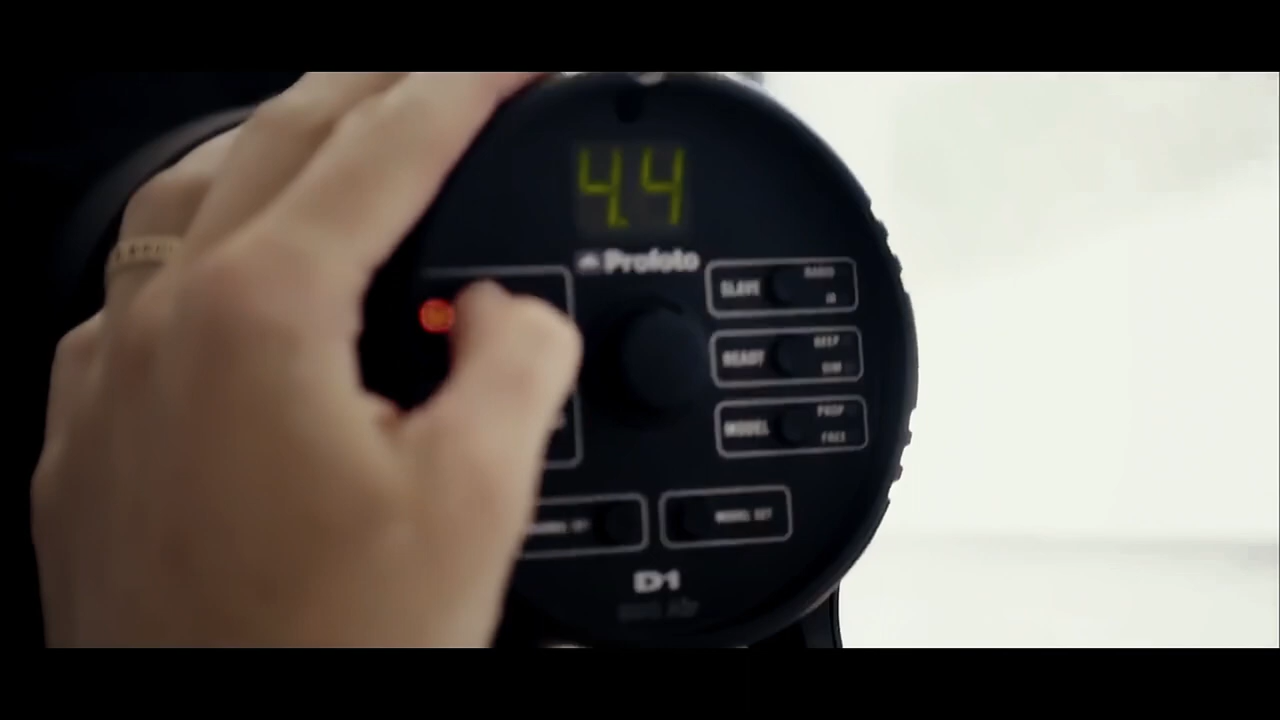 4.4
Profoto
SLAVE
RADIO
IR
READY
BEEP
DIM
MODEL
PROP
FREE
MODEL SET
D1